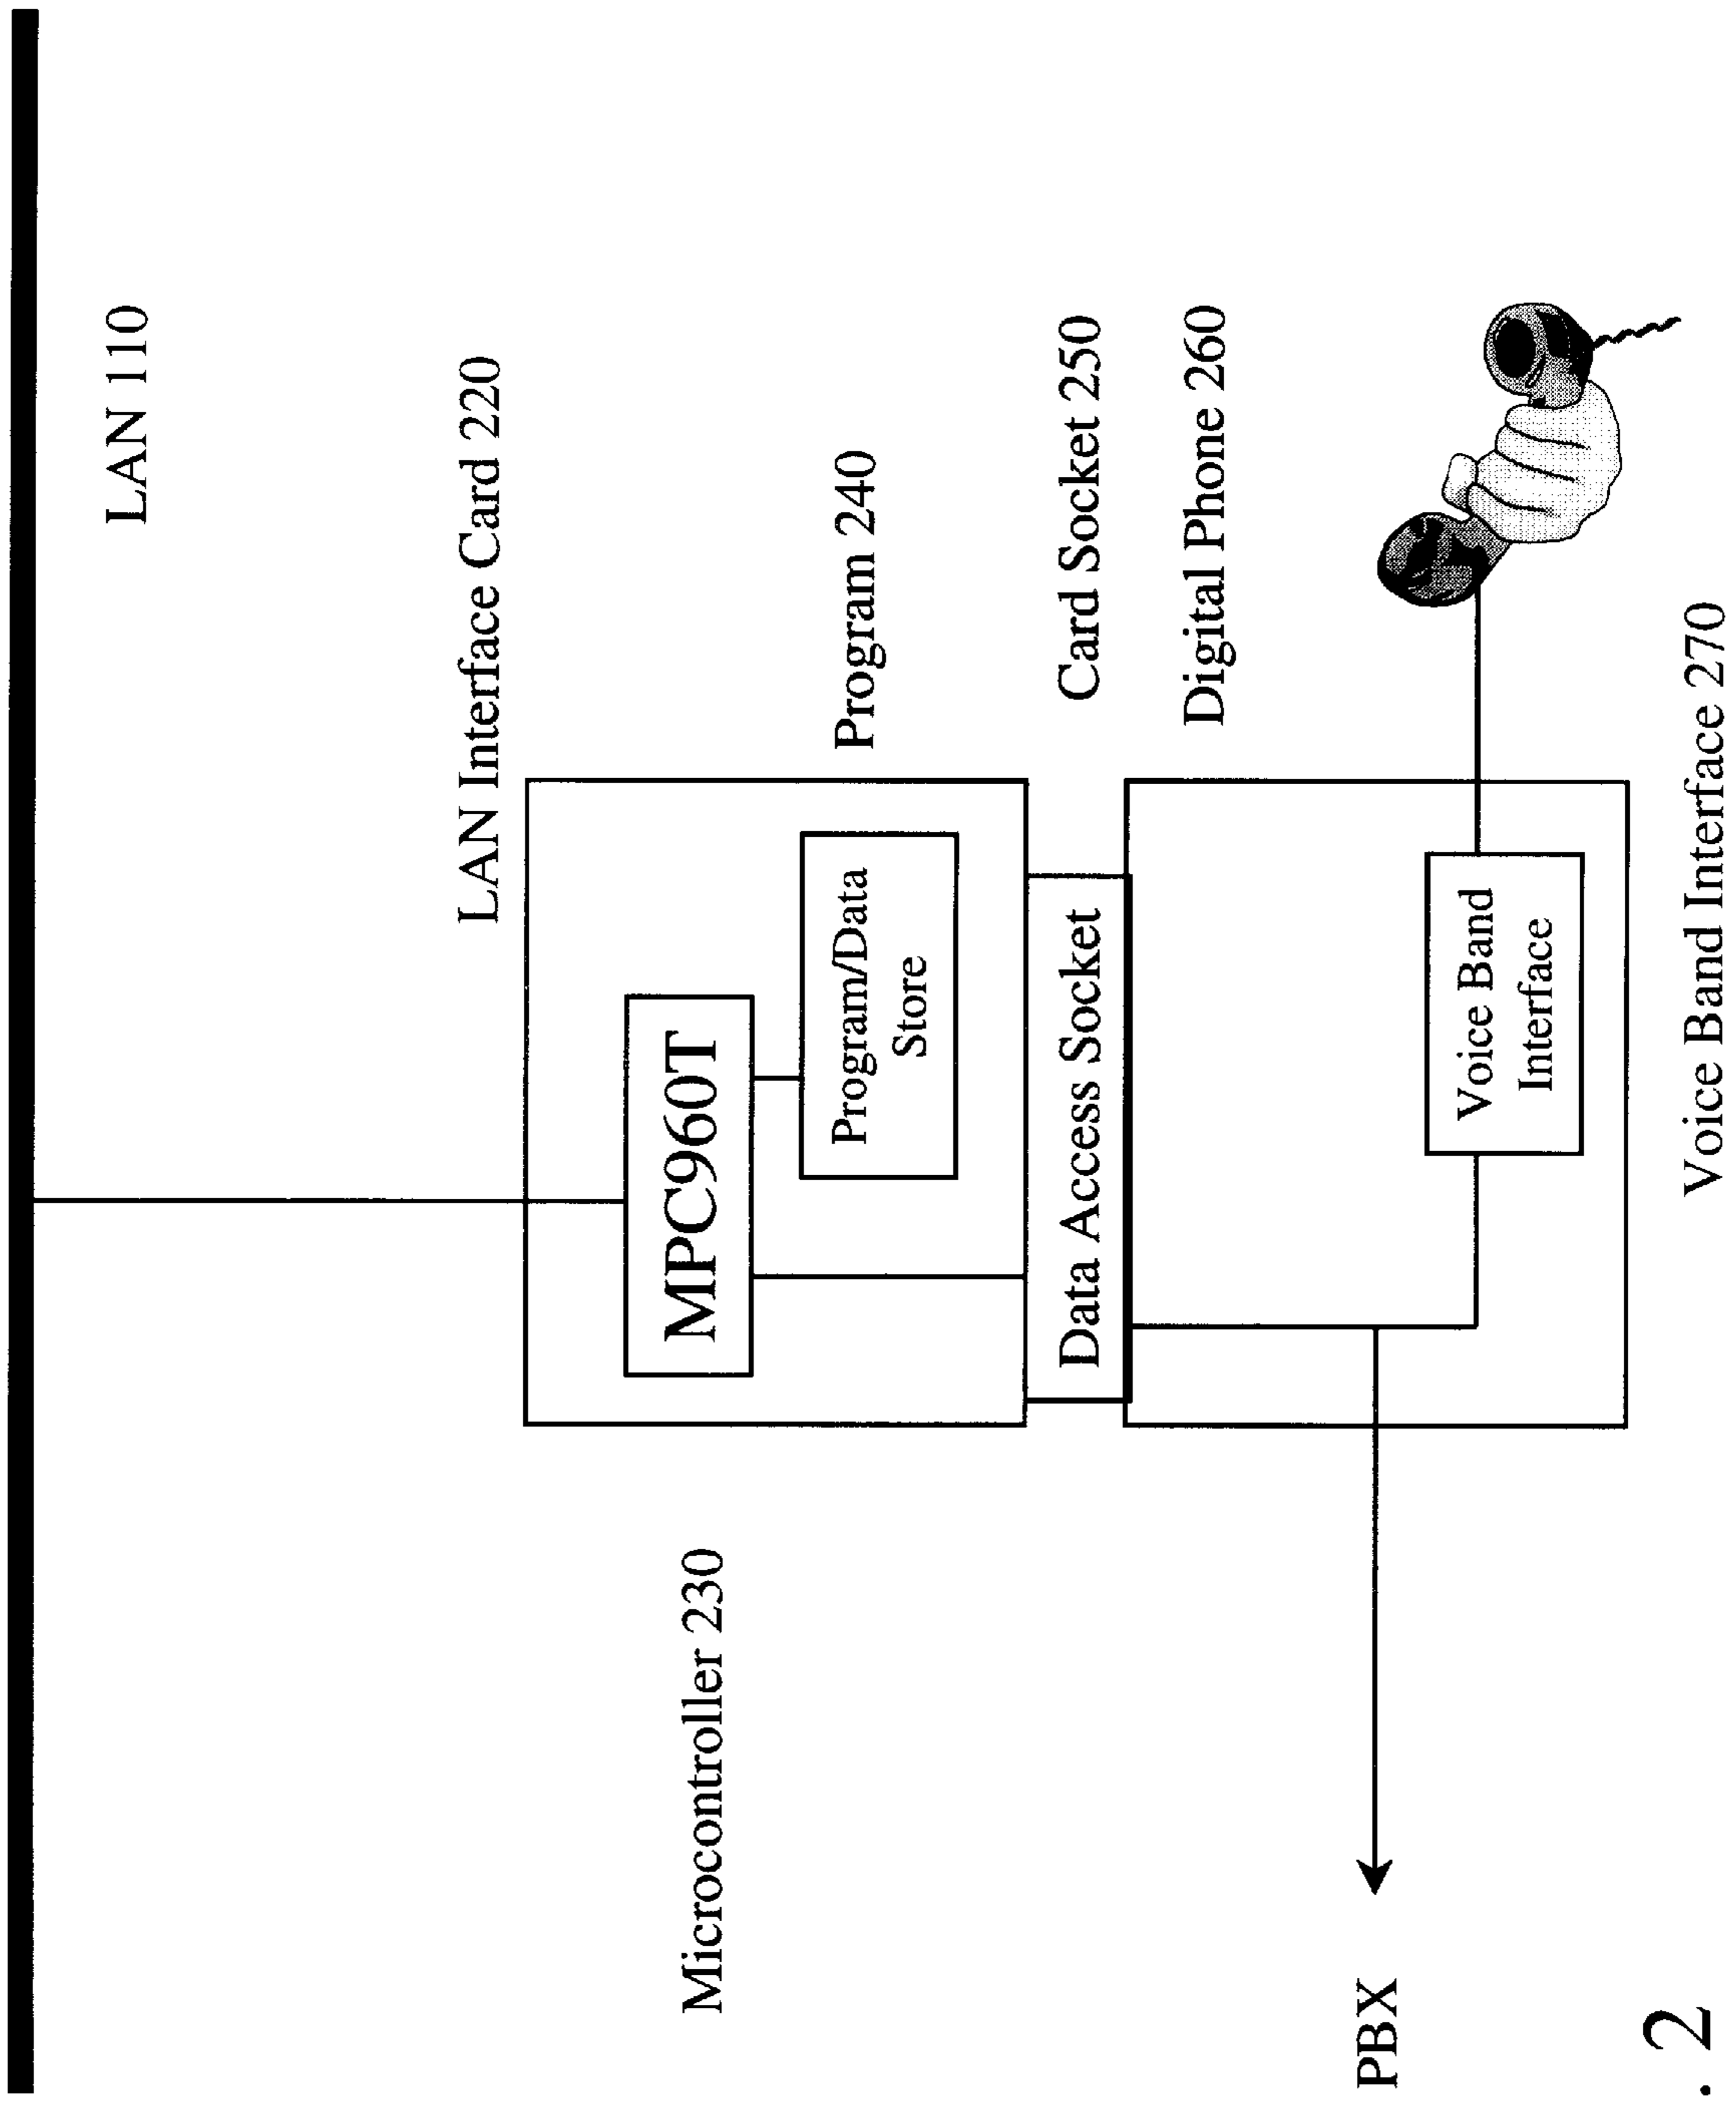 LAN 110
LAN Interface Card 220
Microcontroller 230
MPC960T
Program 240
Program/Data
Store
Data Access Socket
Card Socket 250
Digital Phone 260
PBX
Voice Band
Interface
Voice Band Interface 270
. 2